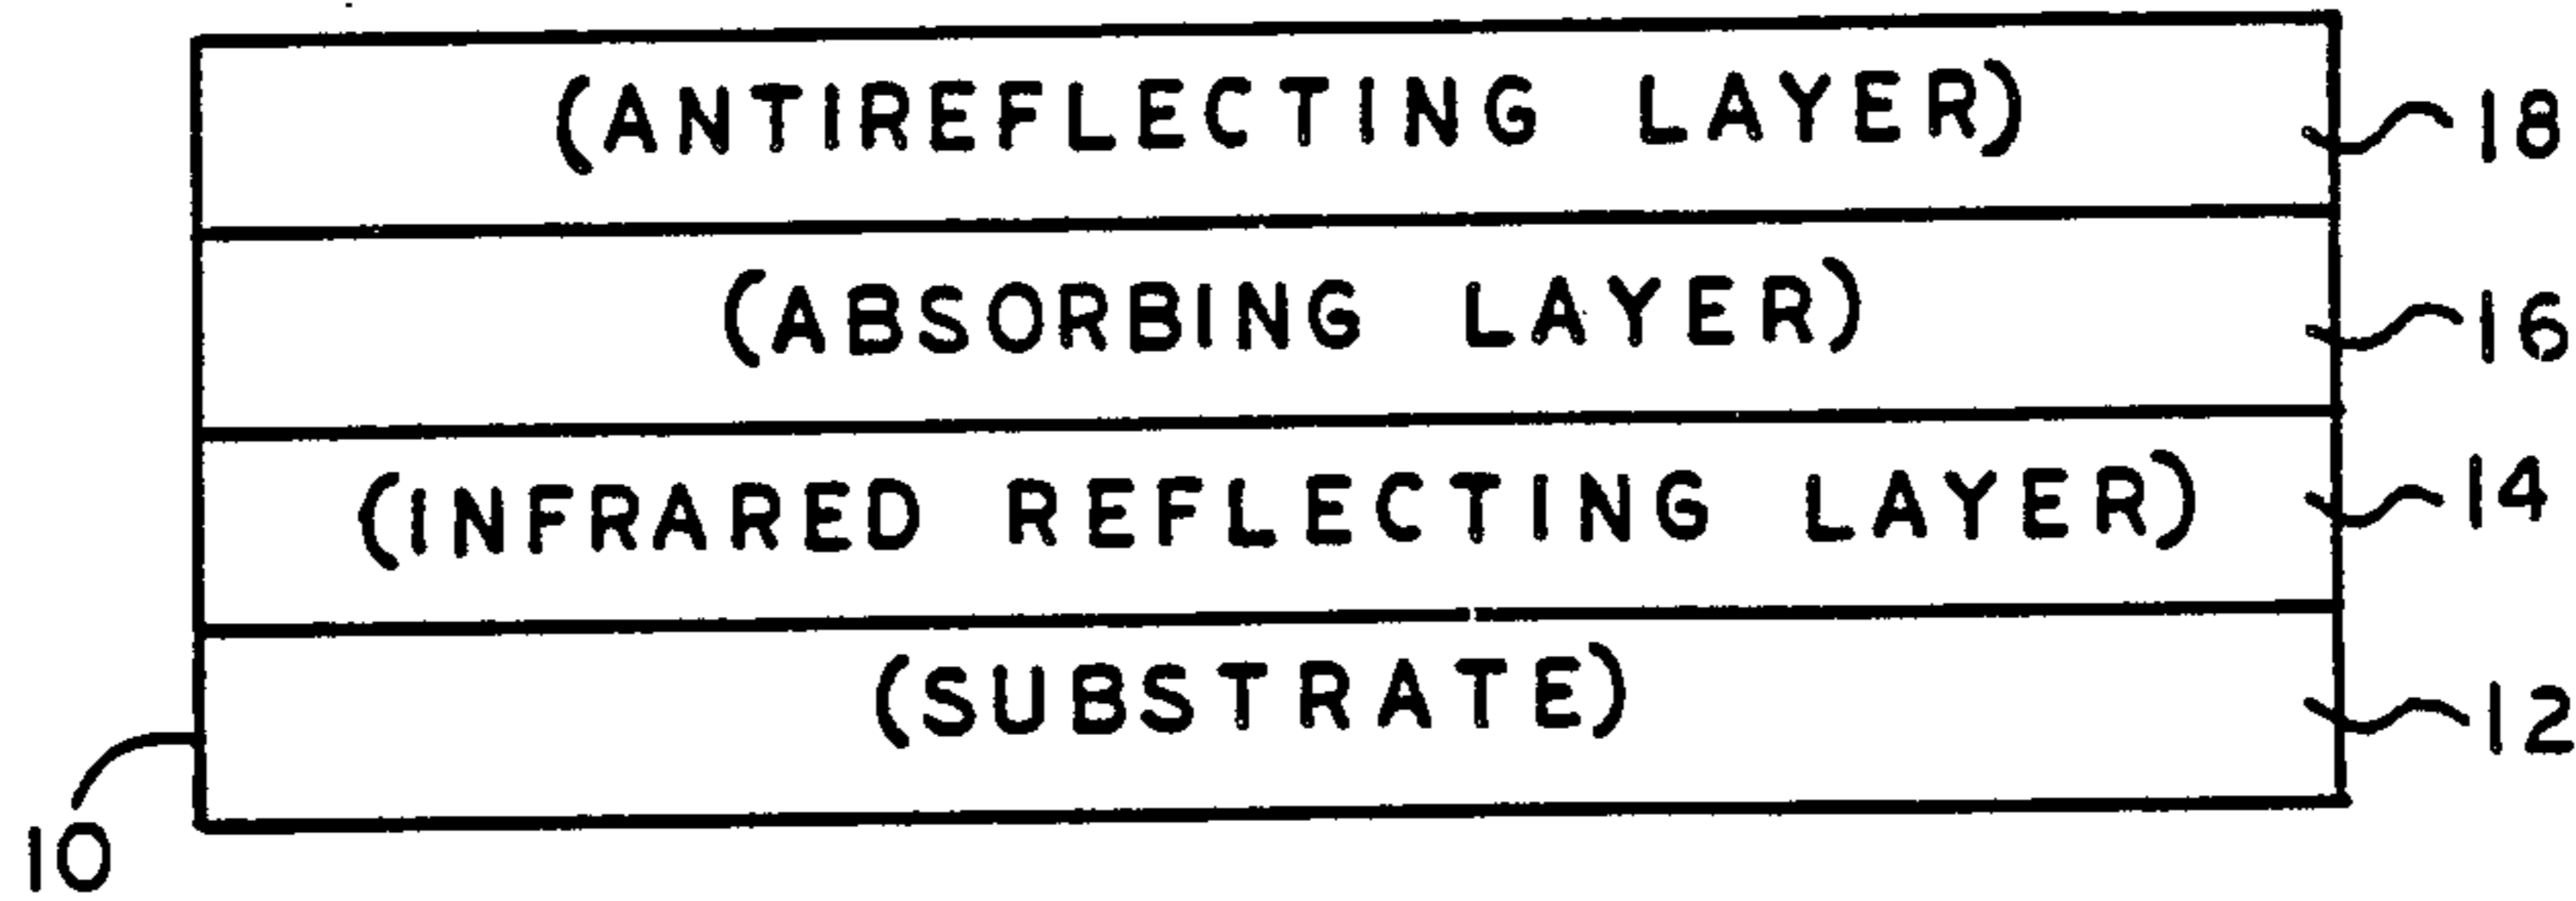 (ANTIREFLECTING LAYER) 18
(ABSORBING LAYER) 16
(INFRARED REFLECTING LAYER) 14
(SUBSTRATE) 12
10